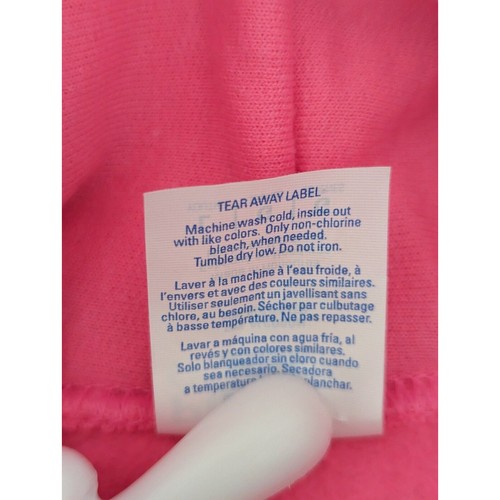 TEAR AWAY LABEL
Machine wash cold, inside out
with like colors. Only non-chlorine
bleach, when needed.
Tumble dry low. Do not iron.
Laver à la machine à l'eau froide, à
l'envers et avec des couleurs similaires.
Utiliser seulement un javellisant sans
chlore, au besoin. Sécher par culbutage
à basse température. Ne pas repasser.
Lavar a máquina con agua fría, al
revés y con colores similares.
Solo blanqueador sin cloro cuando
sea necesario. Secadora
a temperatura planchar.